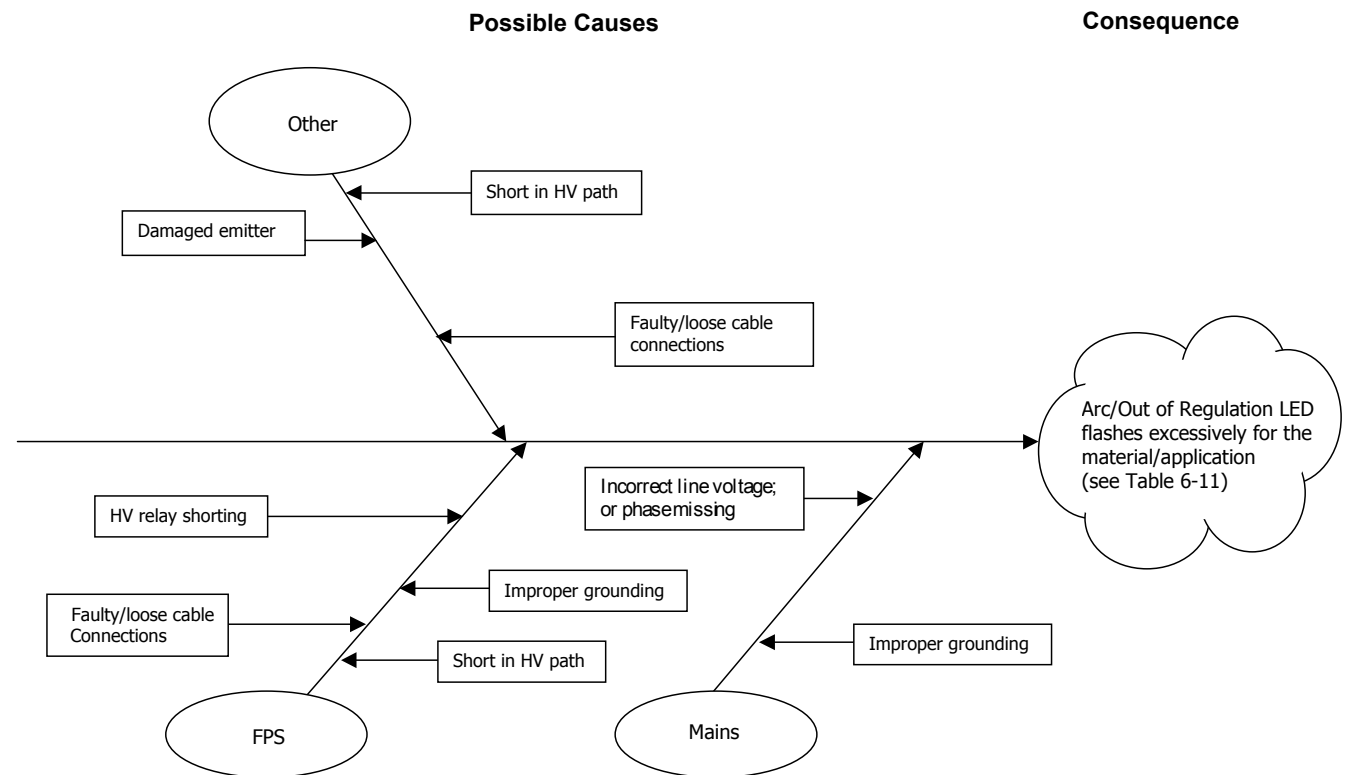 Possible Causes
Consequence
Other
Short in HV path
Damaged emitter
Faulty/loose cable
connections
Arc/Out of Regulation LED
flashes excessively for the
material/application
(see Table 6-11)
Incorrect line voltage;
or phase missing
HV relay shorting
Improper grounding
Faulty/loose cable
Connections
Improper grounding
Short in HV path
FPS
Mains